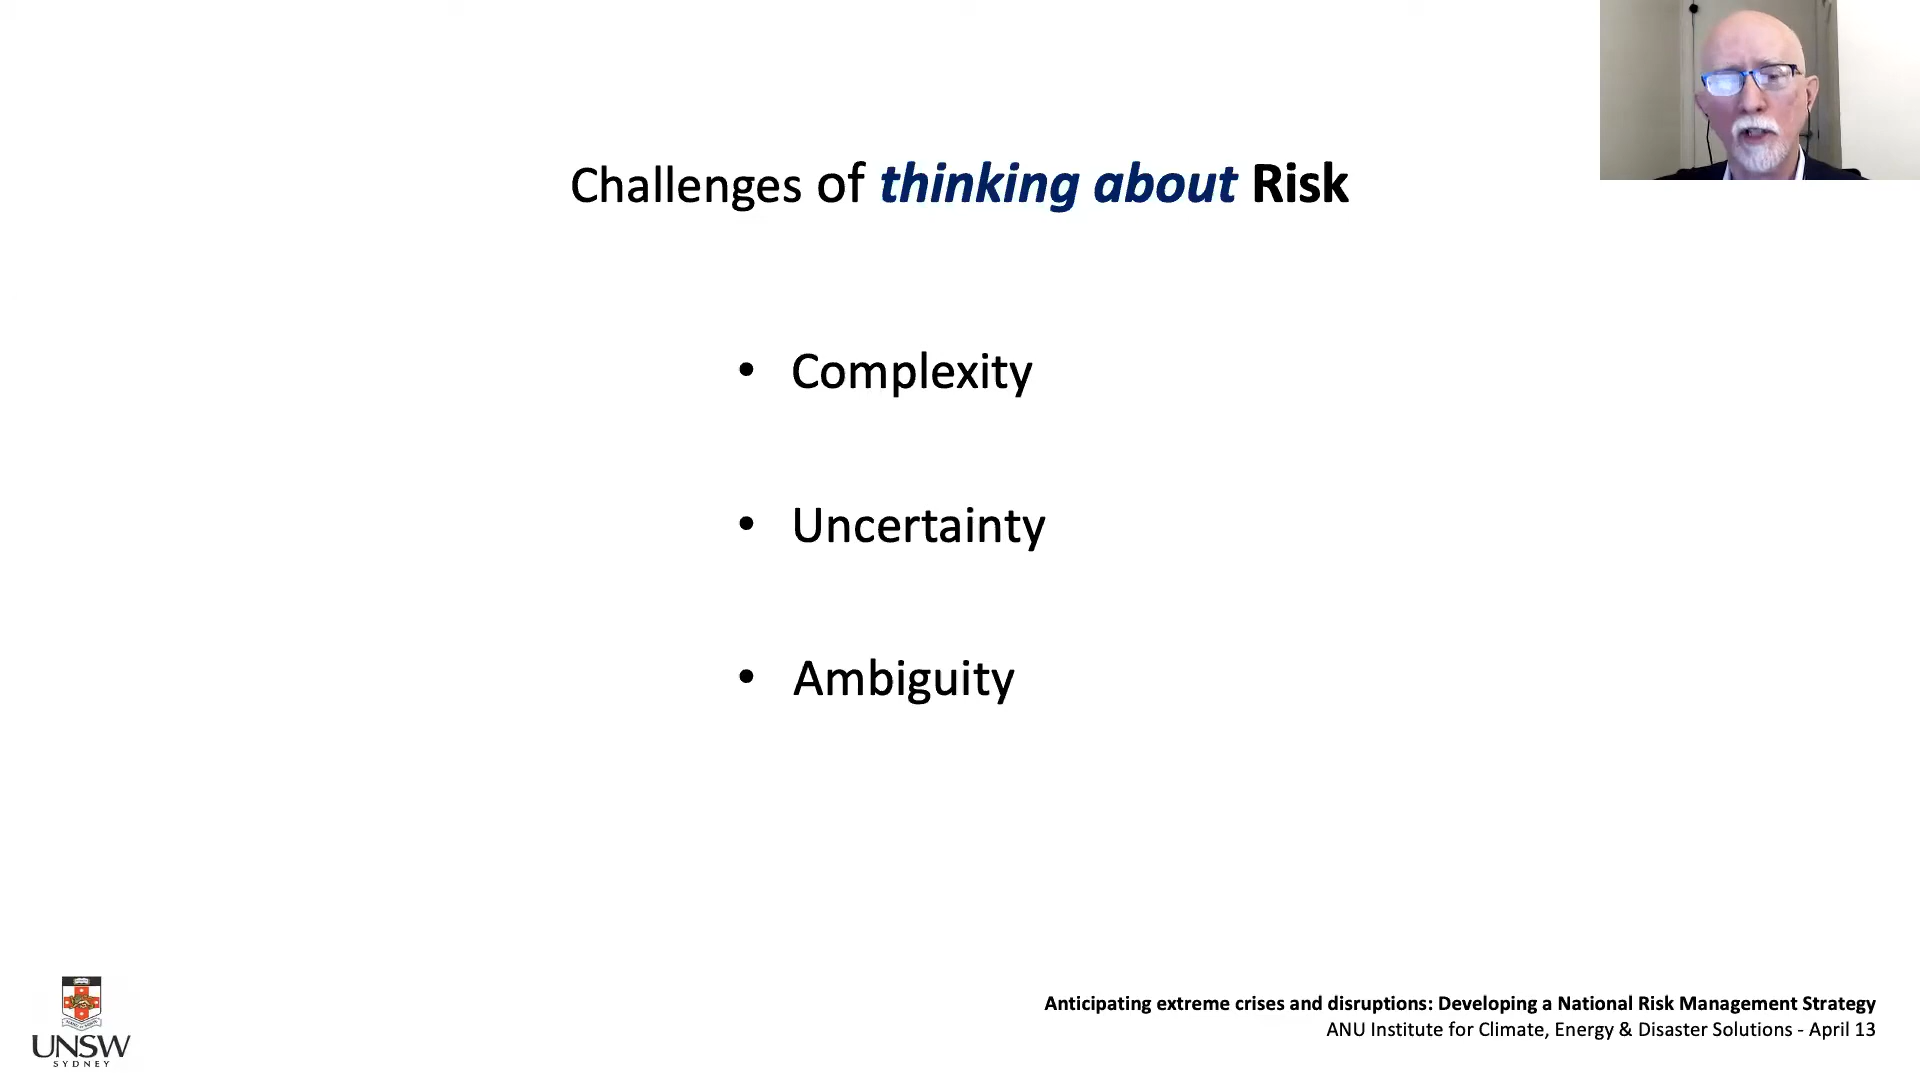 Challenges of thinking about Risk
• Complexity
• Uncertainty
• Ambiguity
UNSW
SYDNEY
Anticipating extreme crises and disruptions: Developing a National Risk Management Strategy
ANU Institute for Climate, Energy & Disaster Solutions - April 13